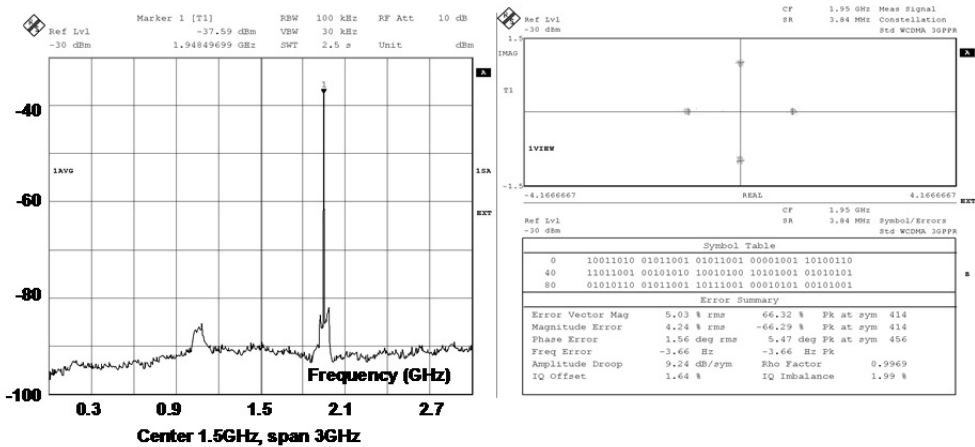 Marker 1 [T1] RBW 100 kHz RF Att 10 dB
Ref Lvl -37.59 dBm VBW 30 kHz
-30 dBm 1.94849699 GHz SWT 2.5 s Unit dBm
A
1
-40
1AVG
1SA
-60
EXT
-80
Frequency (GHz)
-100
0.3 0.9 1.5 2.1 2.7
Center 1.5GHz, span 3GHz
CF 1.95 GHz Meas Signal
Ref Lvl SR 3.84 MHz Constellation
-30 dBm Std WCDMA 3GPPR
1.5
IMAG
A
T1
1VIEW
-1.5
-4.1666667 REAL 4.1666667
EXT
CF 1.95 GHz
Ref Lvl SR 3.84 MHz Symbol/Errors
-30 dBm Std WCDMA 3GPPR
Symbol Table
0 10011010 01011001 01011001 00001001 10100110
40 11011001 00101010 10010100 10101001 01010101
80 01010110 01011001 10111001 00010101 00101001
B
Error Summary
Error Vector Mag 5.03 % rms 66.32 % Pk at sym 414
Magnitude Error 4.24 % rms -66.29 % Pk at sym 414
Phase Error 1.56 deg rms 5.47 deg Pk at sym 456
Freq Error -3.66 Hz -3.66 Hz Pk
Amplitude Droop 9.24 dB/sym Rho Factor 0.9969
IQ Offset 1.64 % IQ Imbalance 1.99 %